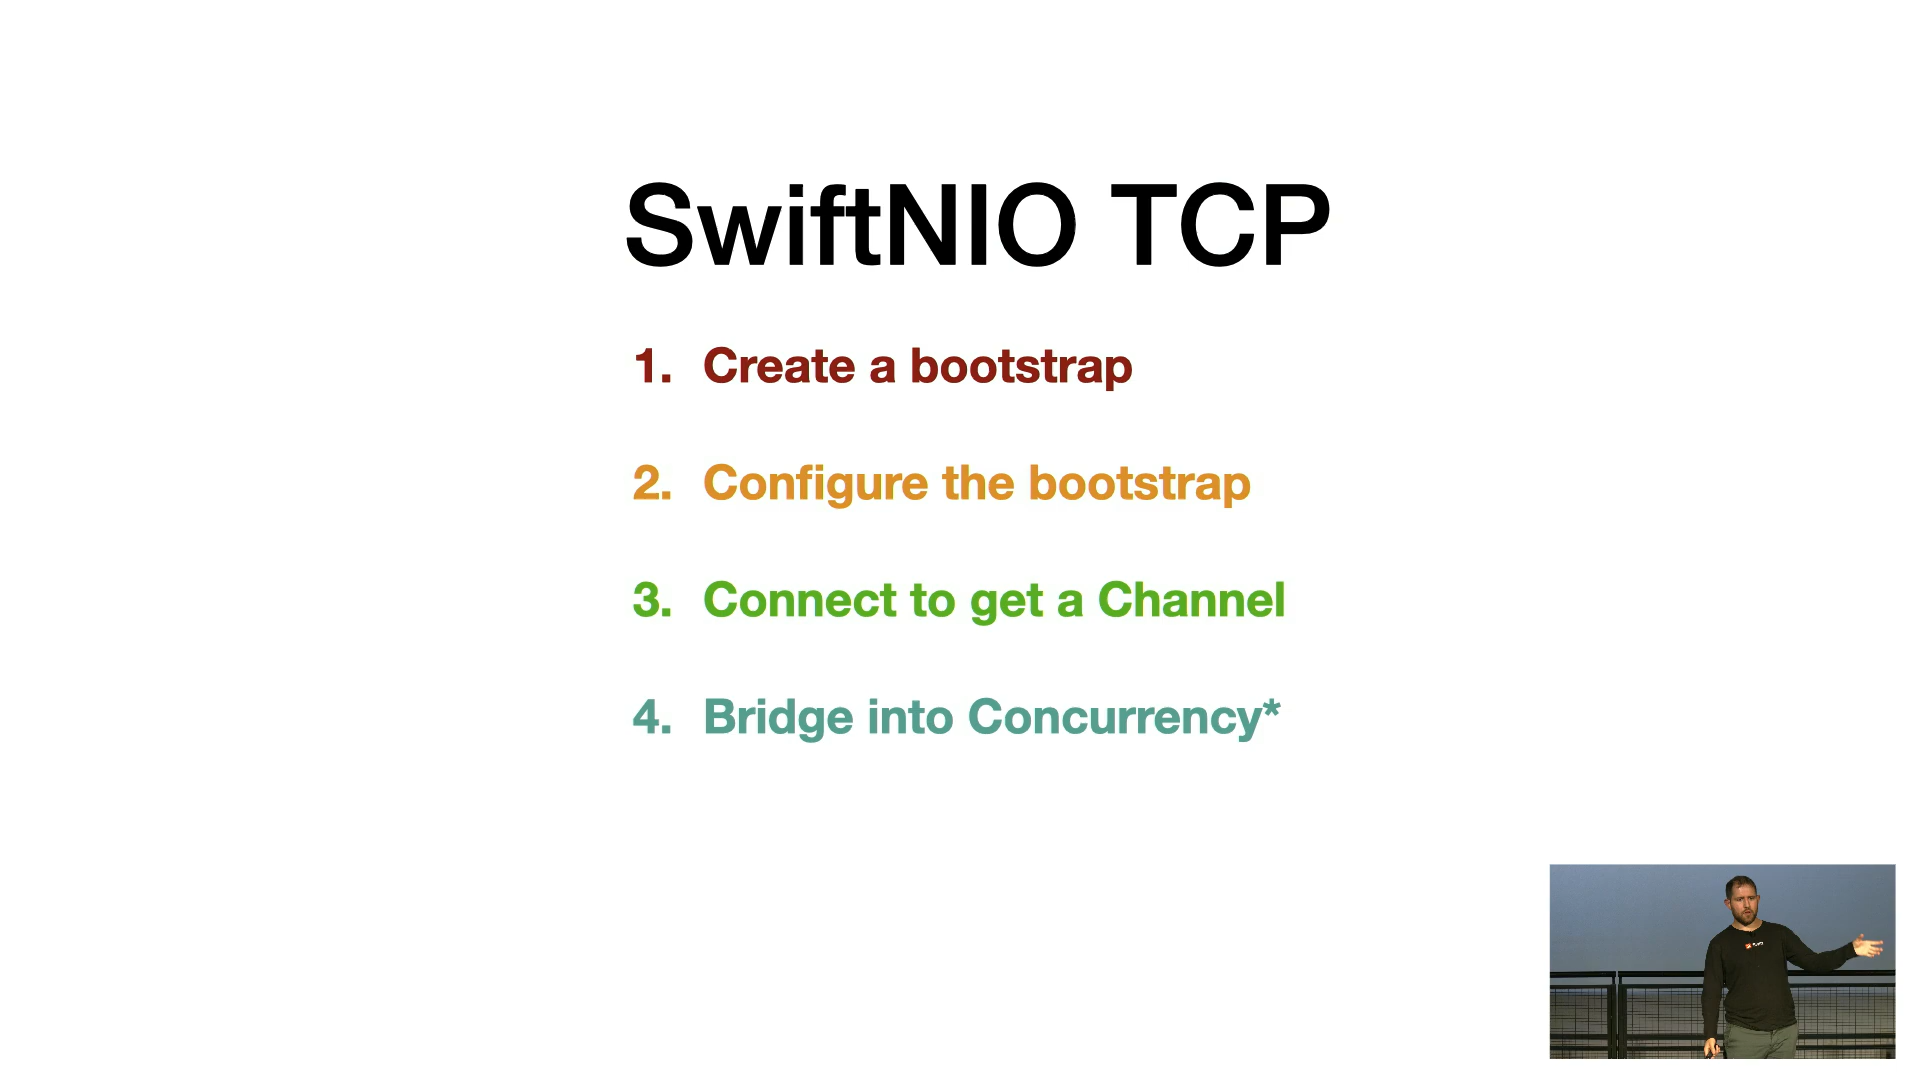 SwiftNIO TCP
1. Create a bootstrap
2. Configure the bootstrap
3. Connect to get a Channel
4. Bridge into Concurrency*